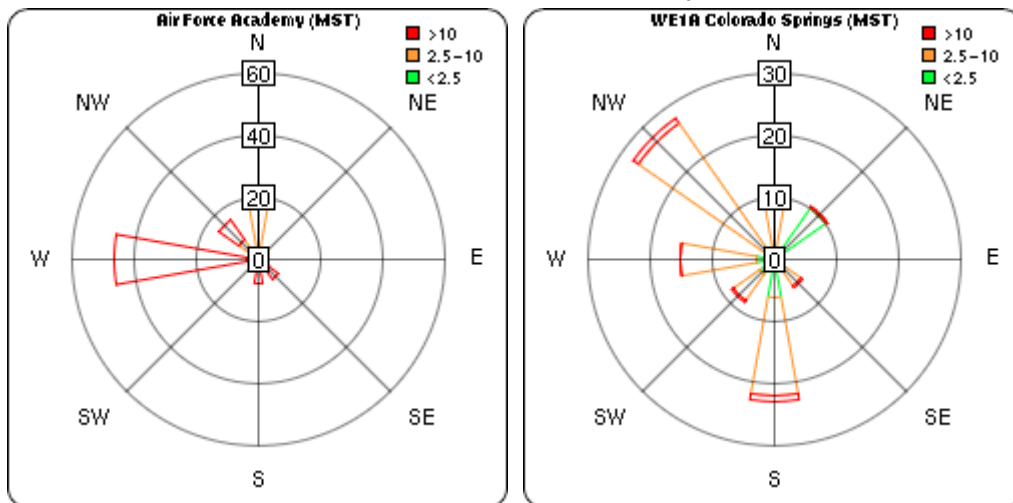 Air Force Academy (MST)
N
>10
2.5-10
<2.5
60
NW
NE
40
20
W
0
E
SW
SE
S
WE1A Colorado Springs (MST)
N
>10
2.5-10
<2.5
30
NW
NE
20
10
W
0
E
SW
SE
S